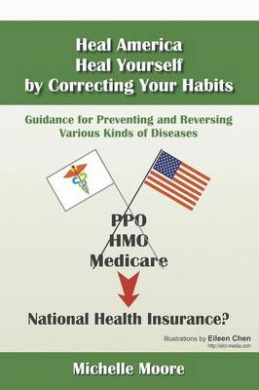 Heal America
Heal Yourself
by Correcting Your Habits
Guidance for Preventing and Reversing
Various Kinds of Diseases
PPO
HMO
Medicare
National Health Insurance?
Illustrations by Eileen Chen
Michelle Moore